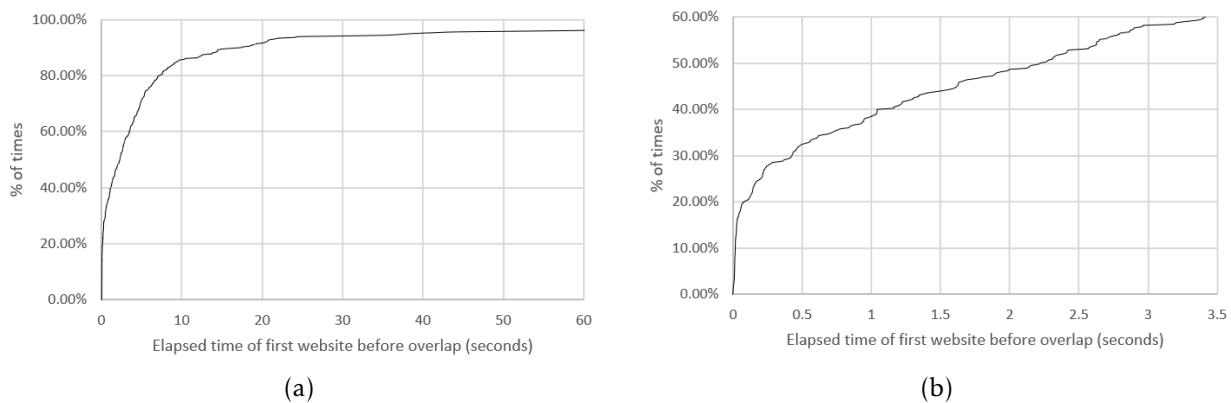 100.00%
80.00%
60.00%
40.00%
20.00%
0.00%
% of times
0 10 20 30 40 50 60
Elapsed time of first website before overlap (seconds)
(a)
60.00%
50.00%
40.00%
30.00%
20.00%
10.00%
0.00%
% of times
0 0.5 1 1.5 2 2.5 3 3.5
Elapsed time of first website before overlap (seconds)
(b)